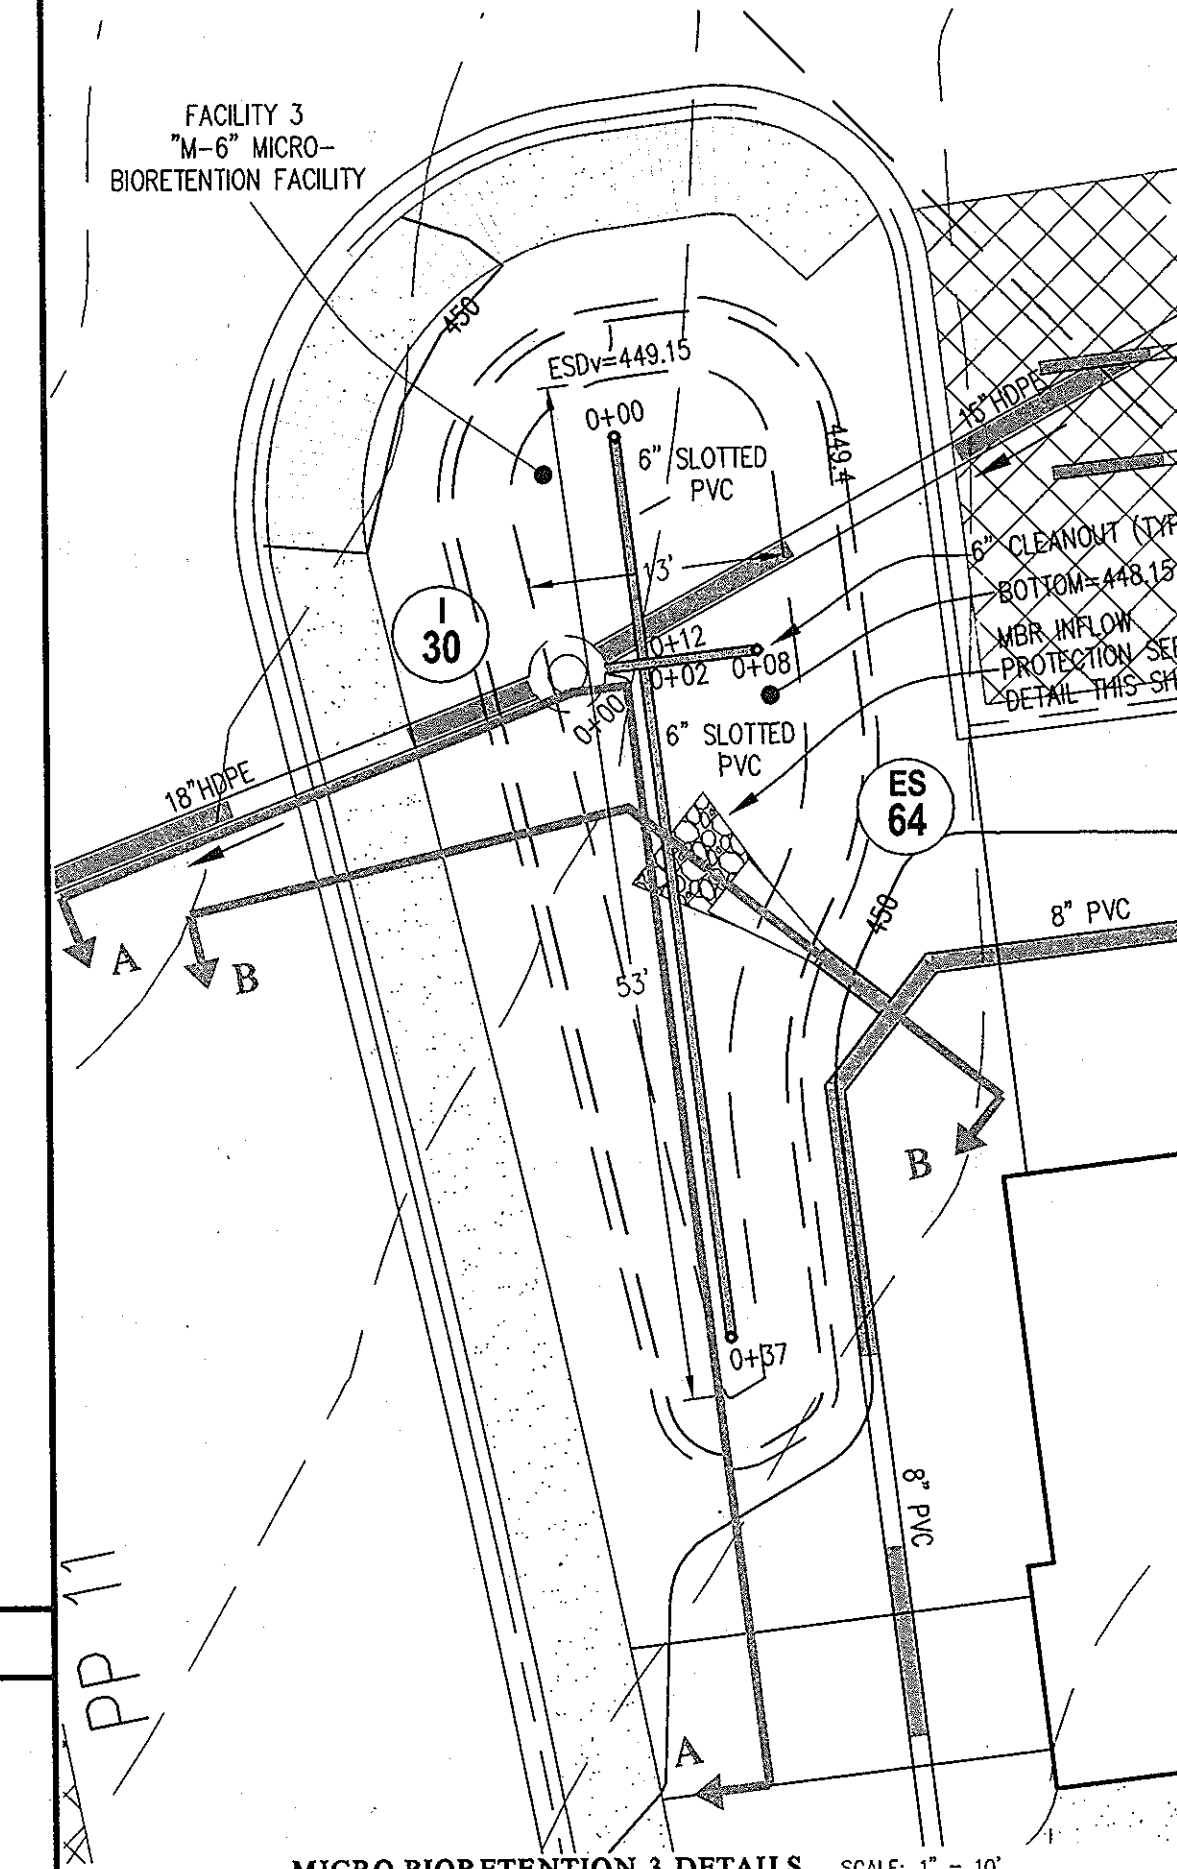 FACILITY 3
"M-6" MICRO-
BIORETENTION FACILITY
450
ESDv=449.15
0+00
6" SLOTTED
PVC
449.4
15"HDPE
13'
6" CLEANOUT (TYP
BOTTOM=448.15
MBR INFLOW
PROTECTION SEE
DETAIL THIS SH
I
30
0+12
0+02
0+08
0+00
6" SLOTTED
PVC
18"HDPE
ES
64
450
8" PVC
A
B
53'
B
0+37
8" PVC
PP 11
A
MICRO BIORETENTION 3 DETAILS SCALE: 1" = 10'